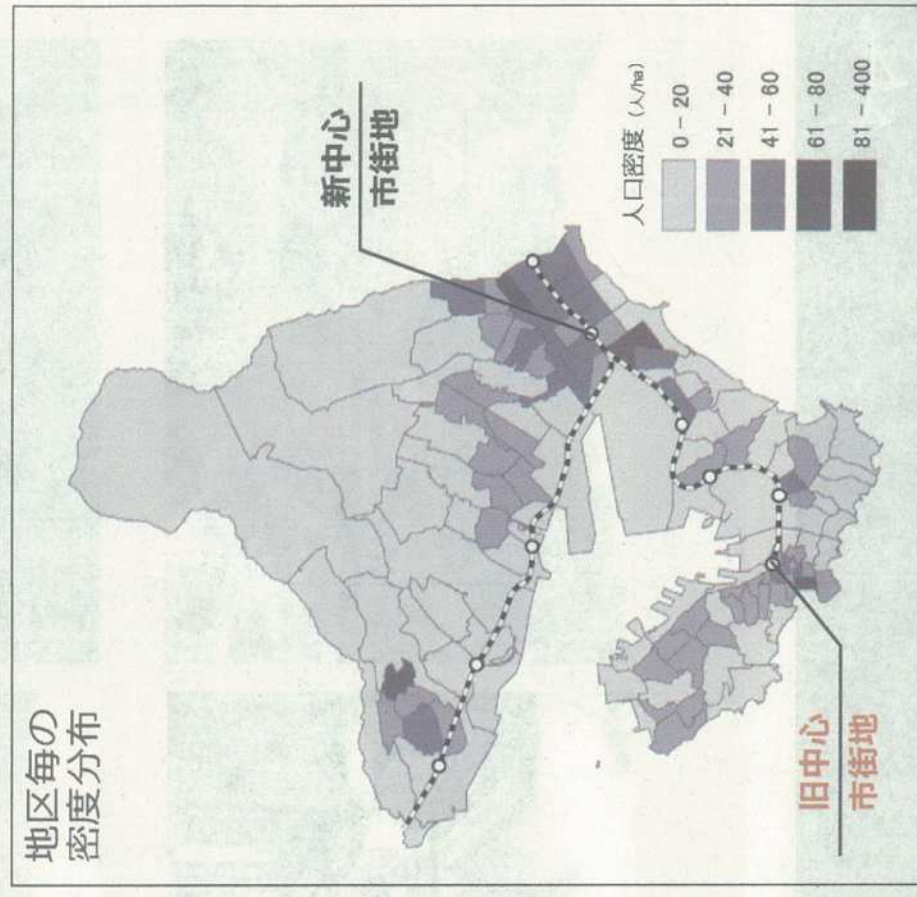 地区毎の
密度分布
新中心
市街地
人口密度 (人/ha)
0 – 20
21 – 40
41 – 60
61 – 80
81 – 400
旧中心
市街地